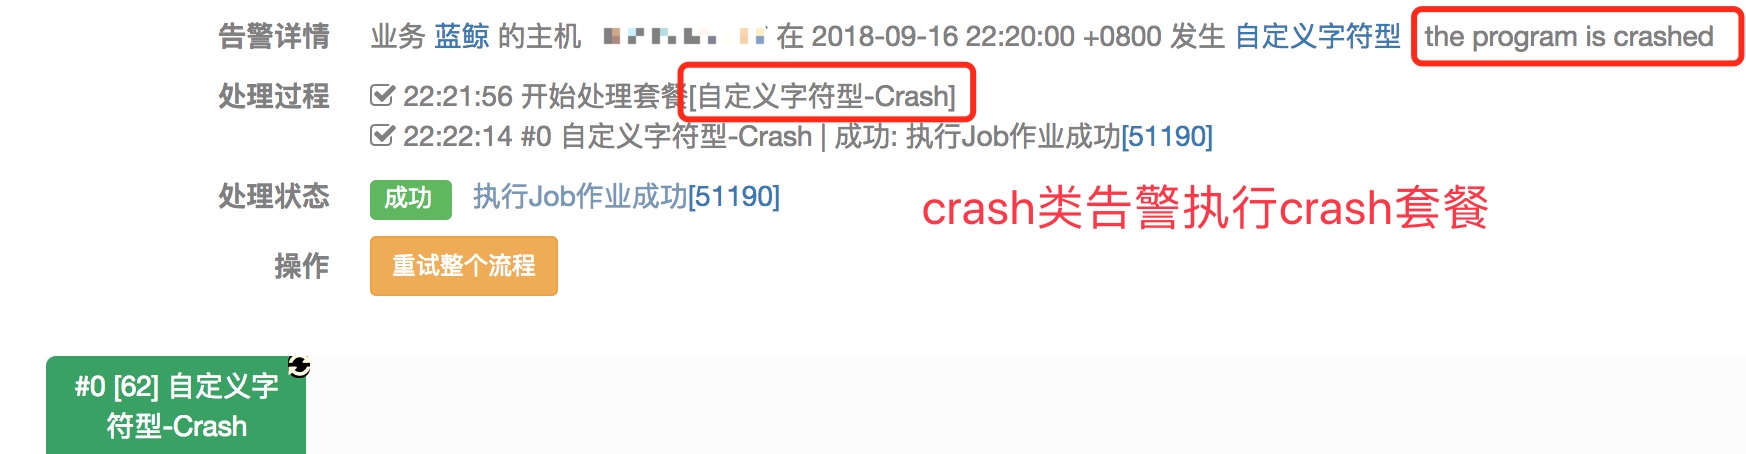 告警详情 业务 蓝鲸 的主机 在 2018-09-16 22:20:00 +0800 发生 自定义字符型 the program is crashed
处理过程 22:21:56 开始处理套餐[自定义字符型-Crash]
22:22:14 #0 自定义字符型-Crash | 成功: 执行Job作业成功[51190]
处理状态 成功 执行Job作业成功[51190]
crash类告警执行crash套餐
操作 重试整个流程
#0 [62] 自定义字
符型-Crash